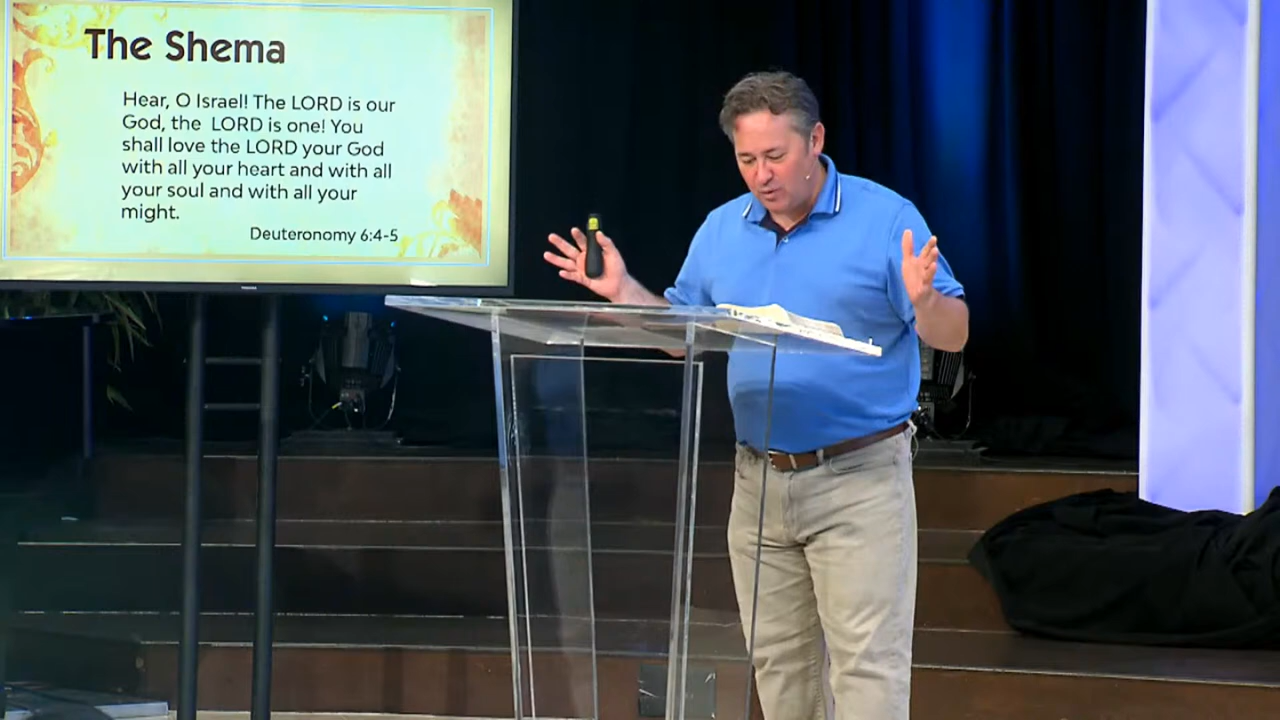 The Shema
Hear, O Israel! The LORD is our
God, the LORD is one! You
shall love the LORD your God
with all your heart and with all
your soul and with all your
might.
Deuteronomy 6:4-5
TOSHIBA